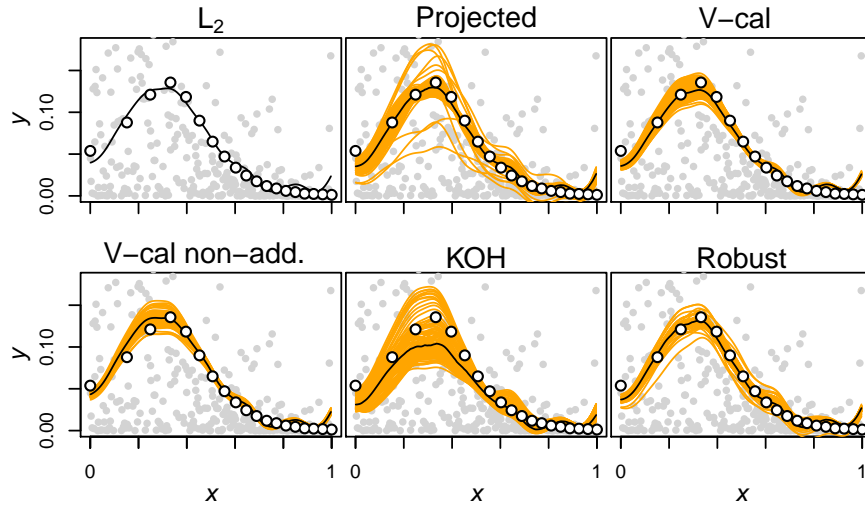 L₂ Projected V−cal
y
0.10
0.00
V−cal non−add. KOH Robust
y
0.10
0.00
0 1 0 1 0 1
x x x